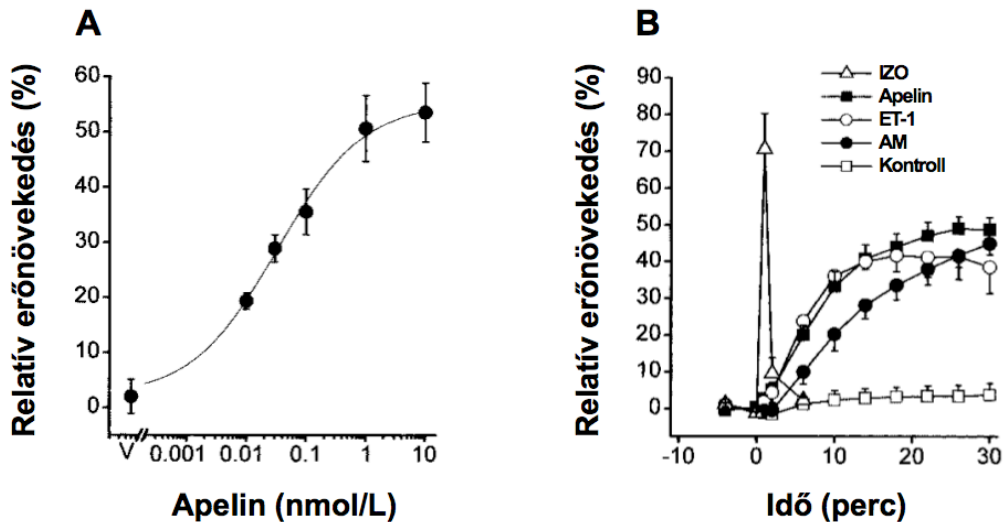 A
Relatív erőnövekedés (%)
60
50
40
30
20
10
0
V 0.001 0.01 0.1 1 10
Apelin (nmol/L)
B
Relatív erőnövekedés (%)
90
80
70
60
50
40
30
20
10
0
IZO
Apelin
ET-1
AM
Kontroll
-10 0 10 20 30
Idő (perc)